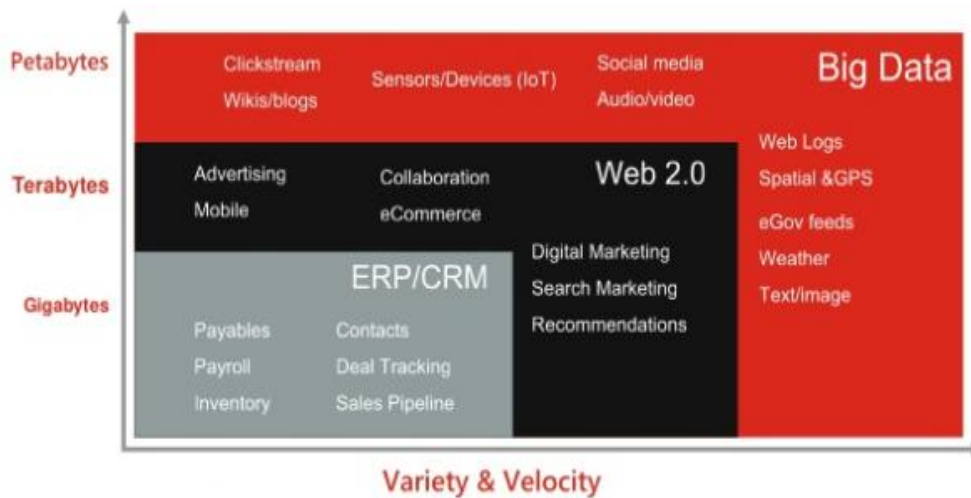 Petabytes
Clickstream
Wikis/blogs
Sensors/Devices (IoT)
Social media
Audio/video
Big Data
Web Logs
Spatial &GPS
eGov feeds
Weather
Text/image
Terabytes
Advertising
Mobile
Collaboration
eCommerce
Web 2.0
Digital Marketing
Search Marketing
Recommendations
Gigabytes
ERP/CRM
Payables
Payroll
Inventory
Contacts
Deal Tracking
Sales Pipeline
Variety & Velocity